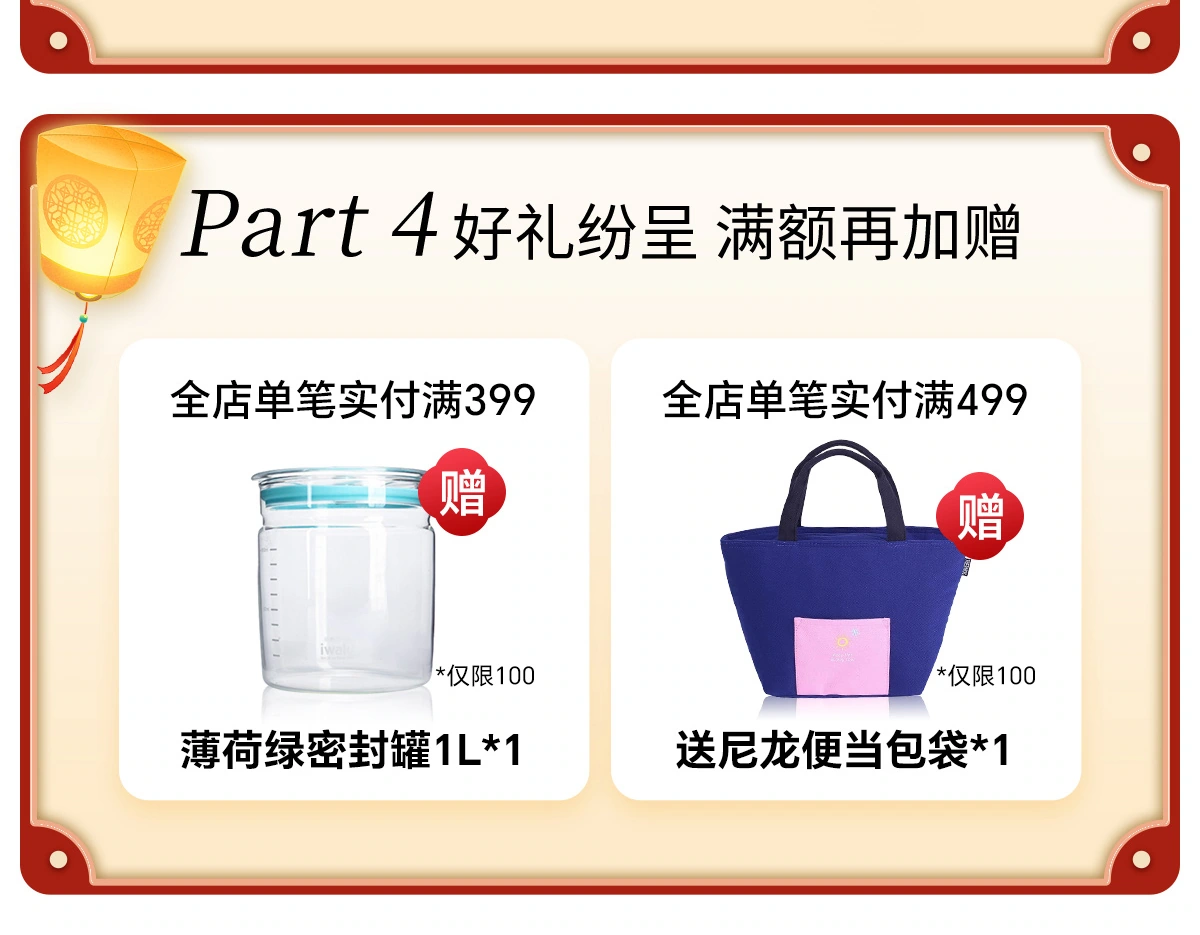 Part 4 好礼纷呈 满额再加赠
全店单笔实付满399
赠
iwaki
*仅限100
薄荷绿密封罐1L*1
全店单笔实付满499
赠
*仅限100
送尼龙便当包袋*1